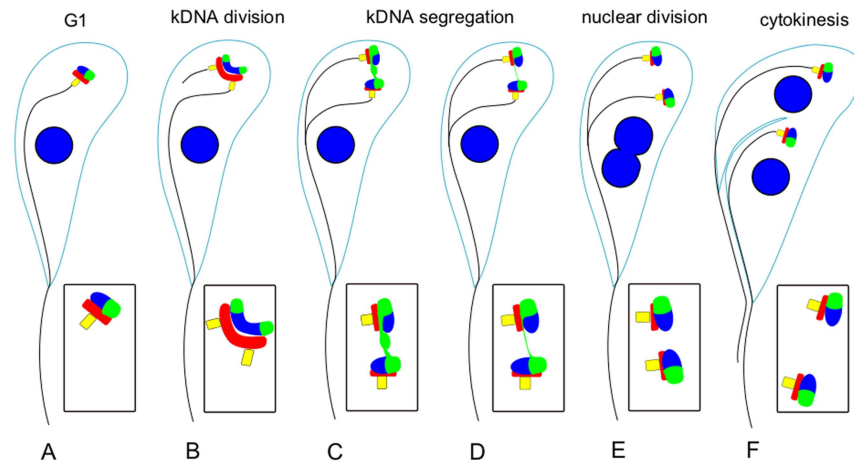 G1
kDNA division
kDNA segregation
nuclear division
cytokinesis
A
B
C
D
E
F